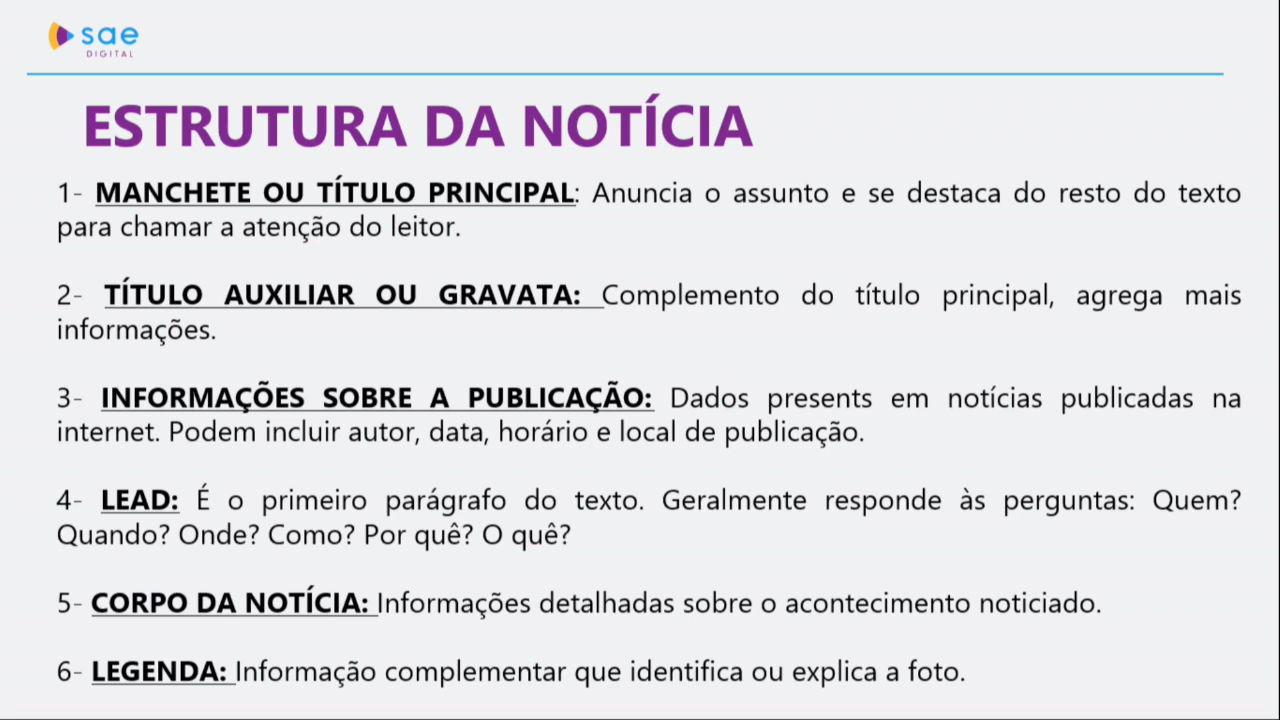 sae
DIGITAL
ESTRUTURA DA NOTÍCIA
1- MANCHETE OU TÍTULO PRINCIPAL: Anuncia o assunto e se destaca do resto do texto
para chamar a atenção do leitor.
2- TÍTULO AUXILIAR OU GRAVATA: Complemento do título principal, agrega mais
informações.
3- INFORMAÇÕES SOBRE A PUBLICAÇÃO: Dados presents em notícias publicadas na
internet. Podem incluir autor, data, horário e local de publicação.
4- LEAD: É o primeiro parágrafo do texto. Geralmente responde às perguntas: Quem?
Quando? Onde? Como? Por quê? O quê?
5- CORPO DA NOTÍCIA: Informações detalhadas sobre o acontecimento noticiado.
6- LEGENDA: Informação complementar que identifica ou explica a foto.